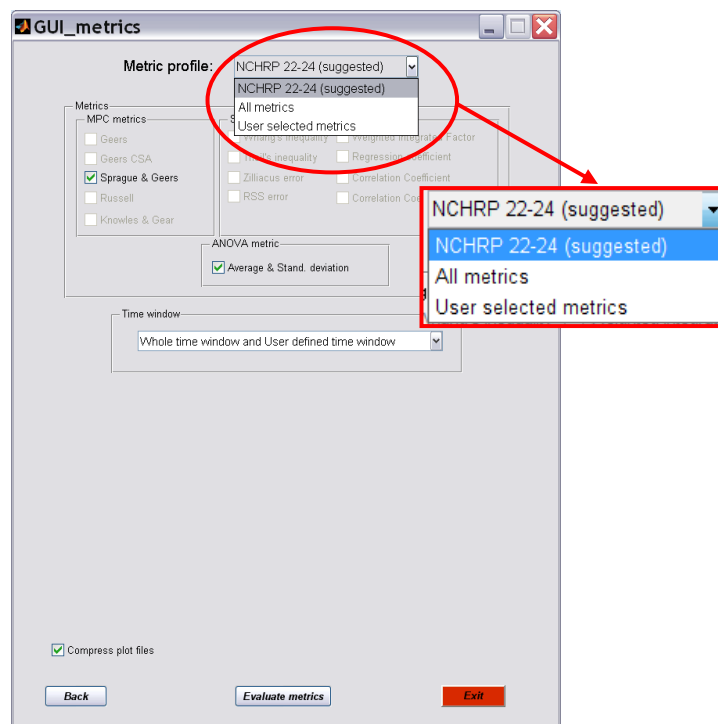 GUI_metrics
Metric profile: NCHRP 22-24 (suggested)
NCHRP 22-24 (suggested)
All metrics
User selected metrics
Metrics
MPC metrics
Geers
Geers CSA
Sprague & Geers
Russell
Knowles & Gear
Whang's inequality Weighted Integrated Factor
Theil's inequality Regression Coefficient
Zilliacus error Correlation Coefficient
RSS error Correlation
ANOVA metric
Average & Stand. deviation
NCHRP 22-24 (suggested)
NCHRP 22-24 (suggested)
All metrics
User selected metrics
Time window
Whole time window and User defined time window
Compress plot files
Back Evaluate metrics Exit